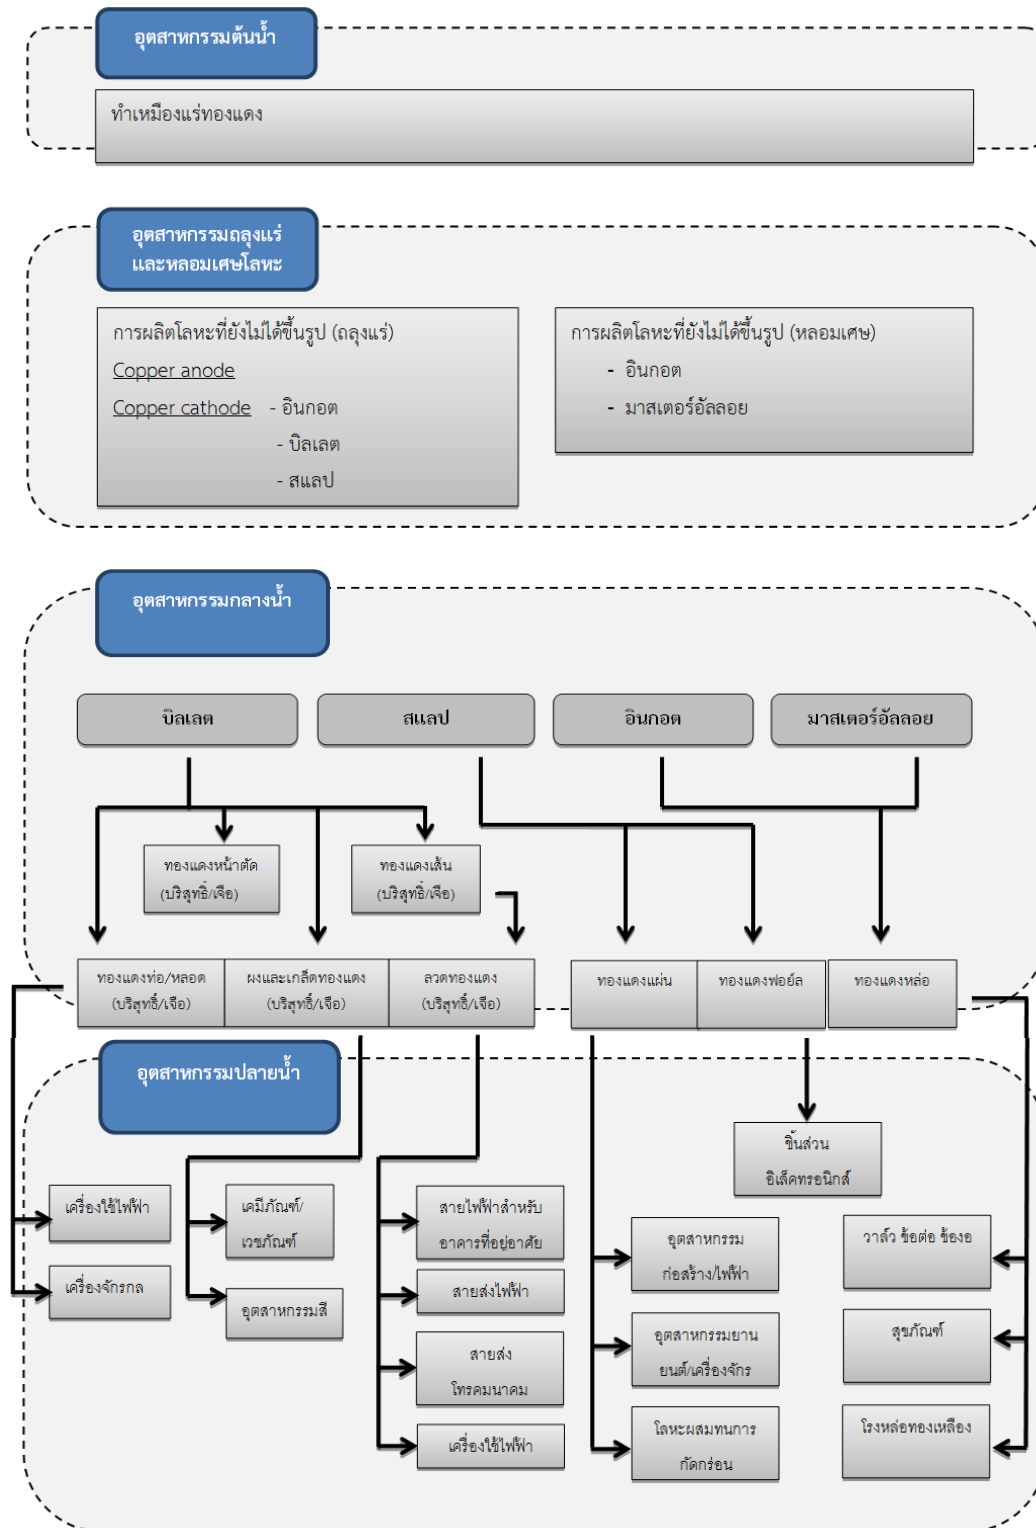 อุตสาหกรรมต้นน้ำ
ทำเหมืองแร่ทองแดง
อุตสาหกรรมถลุงแร่
และหลอมเศษโลหะ
การผลิตโลหะที่ยังไม่ได้ขึ้นรูป (ถลุงแร่)
Copper anode
Copper cathode - อินกอต
- บิลเลต
- สแลป
การผลิตโลหะที่ยังไม่ได้ขึ้นรูป (หลอมเศษ)
- อินกอต
- มาสเตอร์อัลลอย
อุตสาหกรรมกลางน้ำ
บิลเลต
สแลป
อินกอต
มาสเตอร์อัลลอย
ทองแดงหน้าตัด
(บริสุทธิ์/เจือ)
ทองแดงเส้น
(บริสุทธิ์/เจือ)
ทองแดงท่อ/หลอด
(บริสุทธิ์/เจือ)
ผงและเกล็ดทองแดง
(บริสุทธิ์/เจือ)
ลวดทองแดง
(บริสุทธิ์/เจือ)
ทองแดงแผ่น
ทองแดงฟอยล์
ทองแดงหล่อ
อุตสาหกรรมปลายน้ำ
ชิ้นส่วน
อิเล็คทรอนิกส์
เครื่องใช้ไฟฟ้า
เครื่องจักรกล
เคมีภัณฑ์/
เวชภัณฑ์
อุตสาหกรรมสี
สายไฟฟ้าสำหรับ
อาคารที่อยู่อาศัย
สายส่งไฟฟ้า
สายส่ง
โทรคมนาคม
เครื่องใช้ไฟฟ้า
อุตสาหกรรม
ก่อสร้าง/ไฟฟ้า
อุตสาหกรรมยาน
ยนต์/เครื่องจักร
โลหะผสมทนการ
กัดกร่อน
วาล์ว ข้อต่อ ข้องอ
สุขภัณฑ์
โรงหล่อทองเหลือง